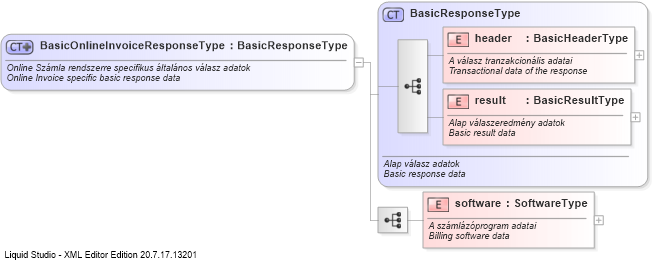 BasicResponseType
CT
CT
BasicOnlineInvoiceResponseType : BasicResponseType
Online Számla rendszerre specifikus általános válasz adatok
Online Invoice specific basic response data
E header : BasicHeaderType
A válasz tranzakcionális adatai
Transactional data of the response
E result : BasicResultType
Alap válaszeredmény adatok
Basic result data
Alap válasz adatok
Basic response data
E software : SoftwareType
A számlázóprogram adatai
Billing software data
Liquid Studio - XML Editor Edition 20.7.17.13201